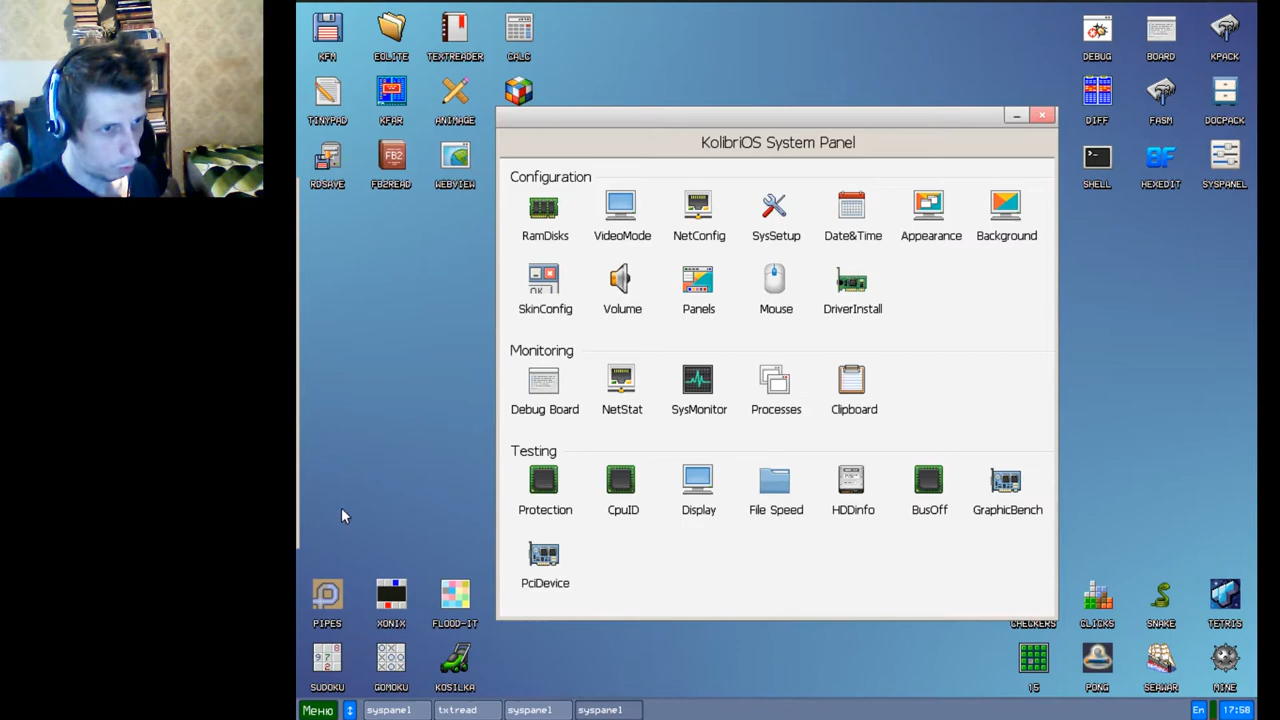 KFM EOLITE TEXTREADER CALC
DEBUG BOARD KPACK
TINYPAD KFAR ANIMAGE
DIFF FASM DOCPACK
RDSAVE FB2READ WEBVIEW
SHELL HEXEDIT SYSPANEL
KolibriOS System Panel
Configuration
RamDisks VideoMode NetConfig SysSetup Date&Time Appearance Background
SkinConfig Volume Panels Mouse DriverInstall
Monitoring
Debug Board NetStat SysMonitor Processes Clipboard
Testing
Protection CpuID Display File Speed HDDinfo BusOff GraphicBench
PciDevice
PIPES XONIX FLOOD-IT
CHECKERS CLICKS SNAKE TETRIS
SUDOKU GOMOKU KOSILKA
15 PONG SEAWAR MINE
Меню syspanel txtread syspanel syspanel En 17:58